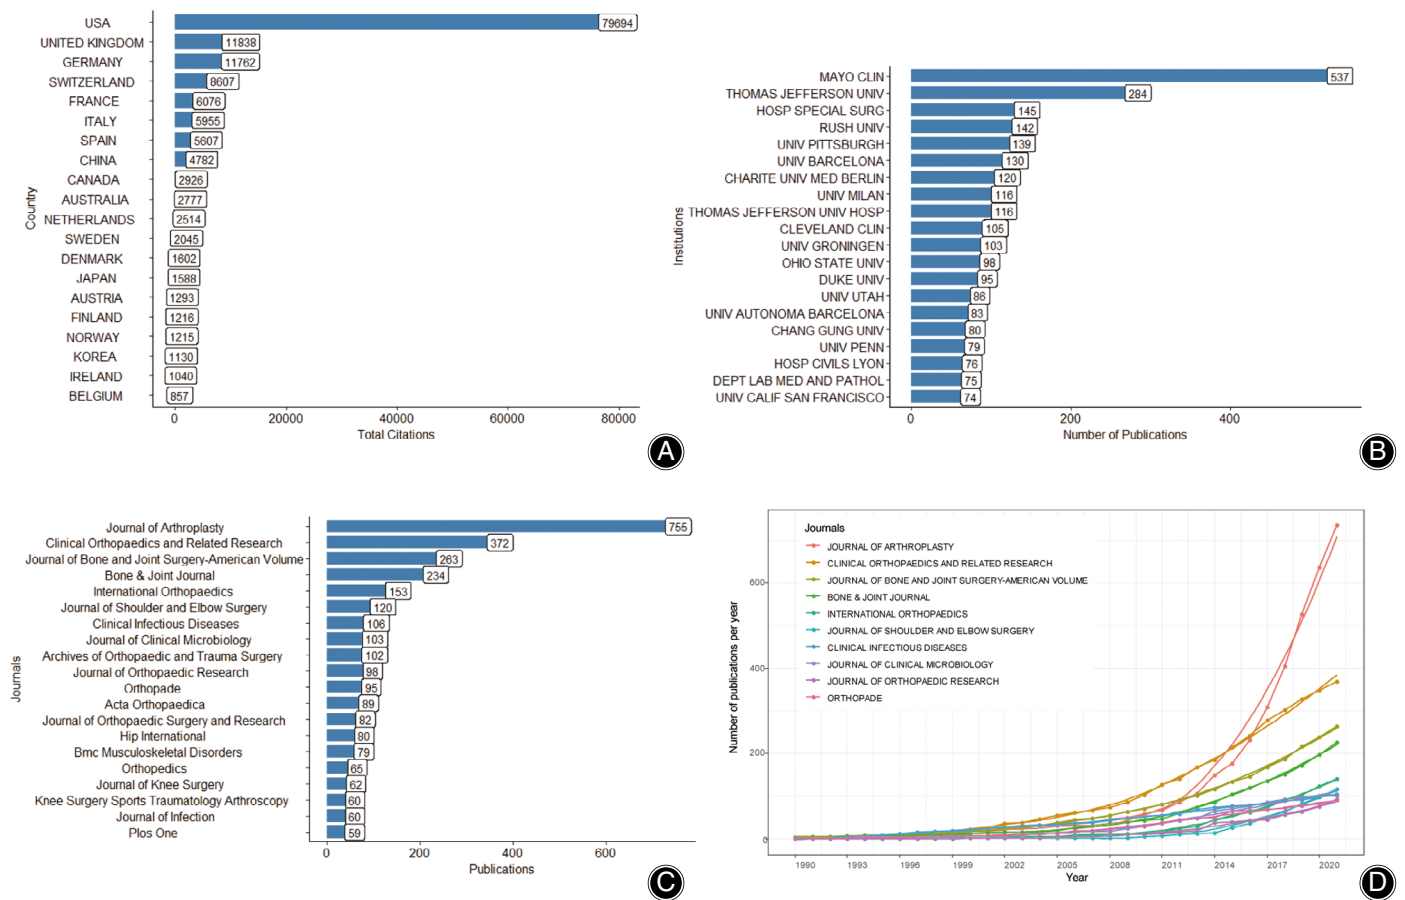 USA 79694
UNITED KINGDOM 11838
GERMANY 11762
SWITZERLAND 8607
FRANCE 6076
ITALY 5955
SPAIN 5607
CHINA 4782
CANADA 2926
AUSTRALIA 2777
NETHERLANDS 2514
SWEDEN 2045
DENMARK 1602
JAPAN 1588
AUSTRIA 1293
FINLAND 1216
NORWAY 1215
KOREA 1130
IRELAND 1040
BELGIUM 857
Country
0 20000 40000 60000 80000
Total Citations
A
MAYO CLIN 537
THOMAS JEFFERSON UNIV 284
HOSP SPECIAL SURG 145
RUSH UNIV 142
UNIV PITTSBURGH 139
UNIV BARCELONA 130
CHARITE UNIV MED BERLIN 120
UNIV MILAN 116
THOMAS JEFFERSON UNIV HOSP 116
CLEVELAND CLIN 105
UNIV GRONINGEN 103
OHIO STATE UNIV 98
DUKE UNIV 95
UNIV UTAH 86
UNIV AUTONOMA BARCELONA 83
CHANG GUNG UNIV 80
UNIV PENN 79
HOSP CIVILS LYON 76
DEPT LAB MED AND PATHOL 75
UNIV CALIF SAN FRANCISCO 74
Institutions
0 200 400
Number of Publications
B
Journal of Arthroplasty 755
Clinical Orthopaedics and Related Research 372
Journal of Bone and Joint Surgery-American Volume 263
Bone & Joint Journal 234
International Orthopaedics 153
Journal of Shoulder and Elbow Surgery 120
Clinical Infectious Diseases 106
Journal of Clinical Microbiology 103
Archives of Orthopaedic and Trauma Surgery 102
Journal of Orthopaedic Research 98
Orthopade 95
Acta Orthopaedica 89
Journal of Orthopaedic Surgery and Research 82
Hip International 80
Bmc Musculoskeletal Disorders 79
Orthopedics 65
Journal of Knee Surgery 62
Knee Surgery Sports Traumatology Arthroscopy 60
Journal of Infection 60
Plos One 59
Journals
0 200 400 600
Publications
C
Journals
JOURNAL OF ARTHROPLASTY
CLINICAL ORTHOPAEDICS AND RELATED RESEARCH
JOURNAL OF BONE AND JOINT SURGERY-AMERICAN VOLUME
BONE & JOINT JOURNAL
INTERNATIONAL ORTHOPAEDICS
JOURNAL OF SHOULDER AND ELBOW SURGERY
CLINICAL INFECTIOUS DISEASES
JOURNAL OF CLINICAL MICROBIOLOGY
JOURNAL OF ORTHOPAEDIC RESEARCH
ORTHOPADE
Number of publications per year
600
400
200
0
1990 1993 1996 1999 2002 2005 2008 2011 2014 2017 2020
Year
D